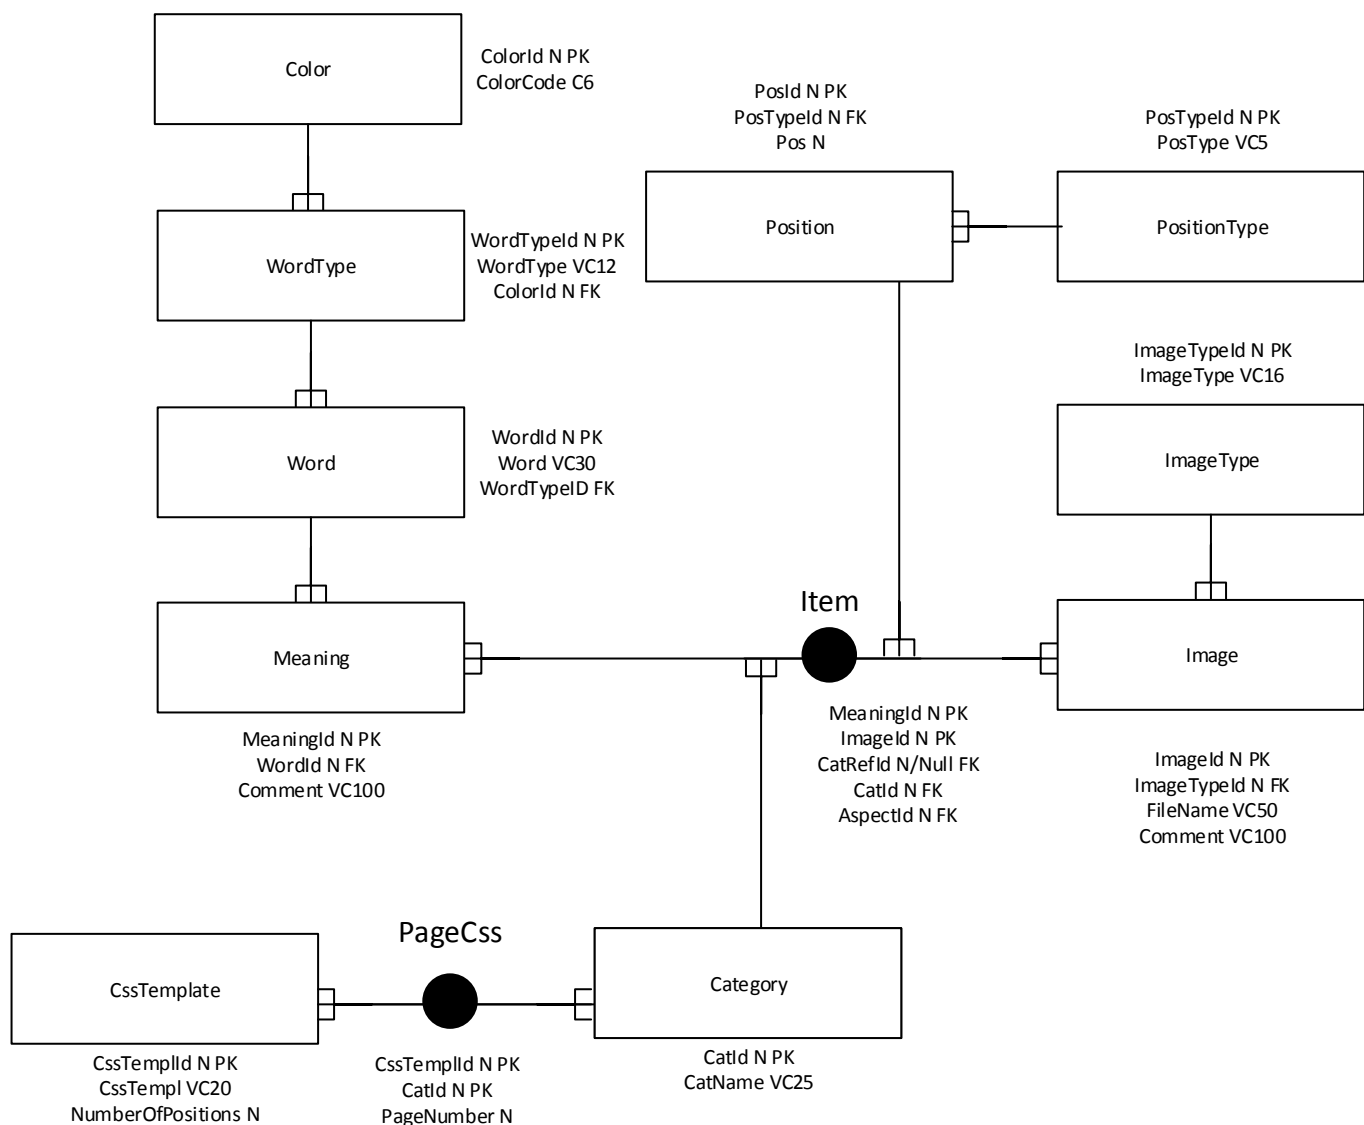 Color
ColorId N PK
ColorCode C6
PosId N PK
PosTypeId N FK
Pos N
PosTypeId N PK
PosType VC5
WordType
WordTypeId N PK
WordType VC12
ColorId N FK
Position
PositionType
ImageTypeId N PK
ImageType VC16
Word
WordId N PK
Word VC30
WordTypeID FK
ImageType
Item
Meaning
Image
MeaningId N PK
WordId N FK
Comment VC100
MeaningId N PK
ImageId N PK
CatRefId N/Null FK
CatId N FK
AspectId N FK
ImageId N PK
ImageTypeId N FK
FileName VC50
Comment VC100
PageCss
CssTemplate
Category
CssTemplId N PK
CssTempl VC20
NumberOfPositions N
CssTemplId N PK
CatId N PK
PageNumber N
CatId N PK
CatName VC25